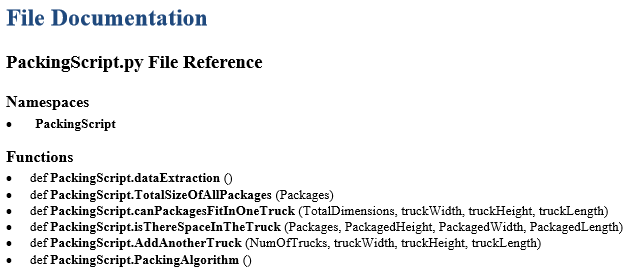 File Documentation
PackingScript.py File Reference
Namespaces
• PackingScript
Functions
• def PackingScript.dataExtraction ()
• def PackingScript.TotalSizeOfAllPackages (Packages)
• def PackingScript.canPackagesFitInOneTruck (TotalDimensions, truckWidth, truckHeight, truckLength)
• def PackingScript.isThereSpaceInTheTruck (Packages, PackagedHeight, PackagedWidth, PackagedLength)
• def PackingScript.AddAnotherTruck (NumOfTrucks, truckWidth, truckHeight, truckLength)
• def PackingScript.PackingAlgorithm ()